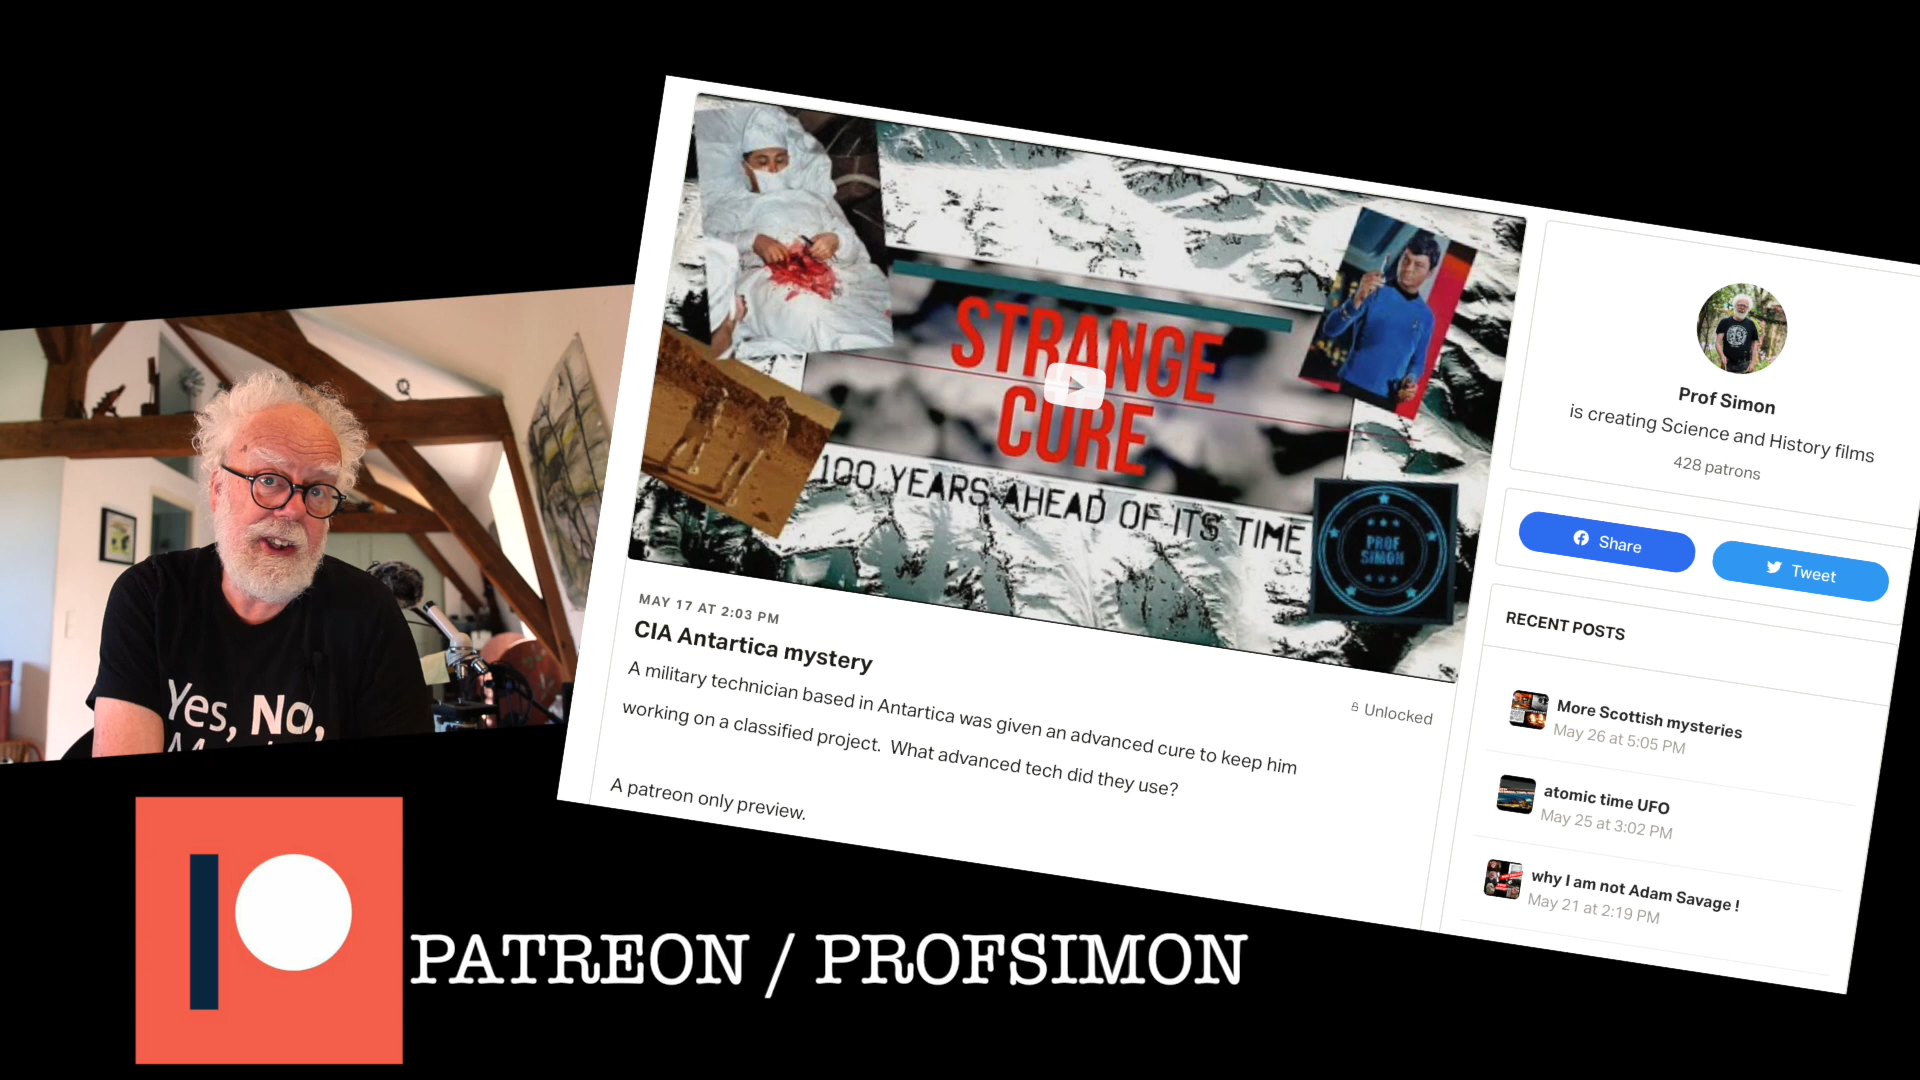 STRANGE
CURE
100 YEARS AHEAD OF ITS TIME
PROF
SIMON
MAY 17 AT 2:03 PM
CIA Antartica mystery
Unlocked
A military technician based in Antartica was given an advanced cure to keep him
working on a classified project. What advanced tech did they use?
A patreon only preview.
Prof Simon
is creating Science and History films
428 patrons
Share
Tweet
RECENT POSTS
More Scottish mysteries
May 26 at 5:05 PM
atomic time UFO
May 25 at 3:02 PM
why I am not Adam Savage !
May 21 at 2:19 PM
Yes, No,
PATREON / PROFSIMON